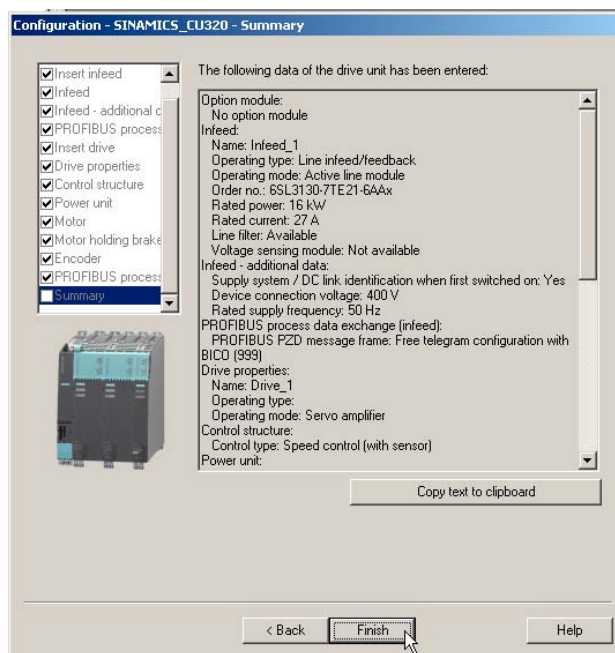 Configuration - SINAMICS_CU320 - Summary
Insert infeed
Infeed
Infeed - additional c
PROFIBUS process
Insert drive
Drive properties
Control structure
Power unit
Motor
Motor holding brake
Encoder
PROFIBUS process
Summary
The following data of the drive unit has been entered:
Option module:
No option module
Infeed:
Name: Infeed_1
Operating type: Line infeed/feedback
Operating mode: Active line module
Order no.: 6SL3130-7TE21-6AAx
Rated power: 16 kW
Rated current: 27 A
Line filter: Available
Voltage sensing module: Not available
Infeed - additional data:
Supply system / DC link identification when first switched on: Yes
Device connection voltage: 400 V
Rated supply frequency: 50 Hz
PROFIBUS process data exchange (infeed):
PROFIBUS PZD message frame: Free telegram configuration with
BICO (999)
Drive properties:
Name: Drive_1
Operating type:
Operating mode: Servo amplifier
Control structure:
Control type: Speed control (with sensor)
Power unit:
Copy text to clipboard
< Back
Finish
Help